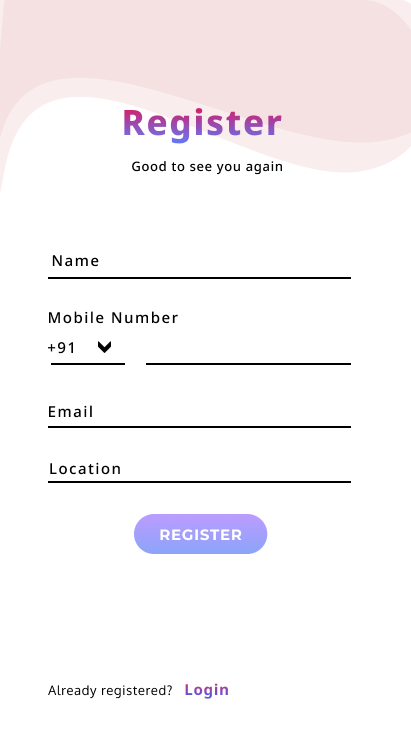 Register
Good to see you again
Name
Mobile Number
+91
Email
Location
REGISTER
Already registered? Login